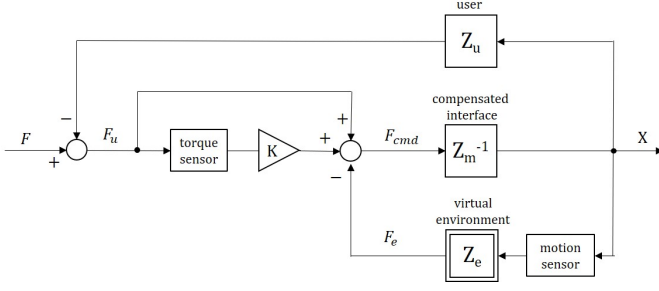 user
Z_u
−
F
+
F_u
torque
sensor
K
+
+
−
F_cmd
compensated
interface
Z_m^-1
X
virtual
environment
F_e
Z_e
motion
sensor